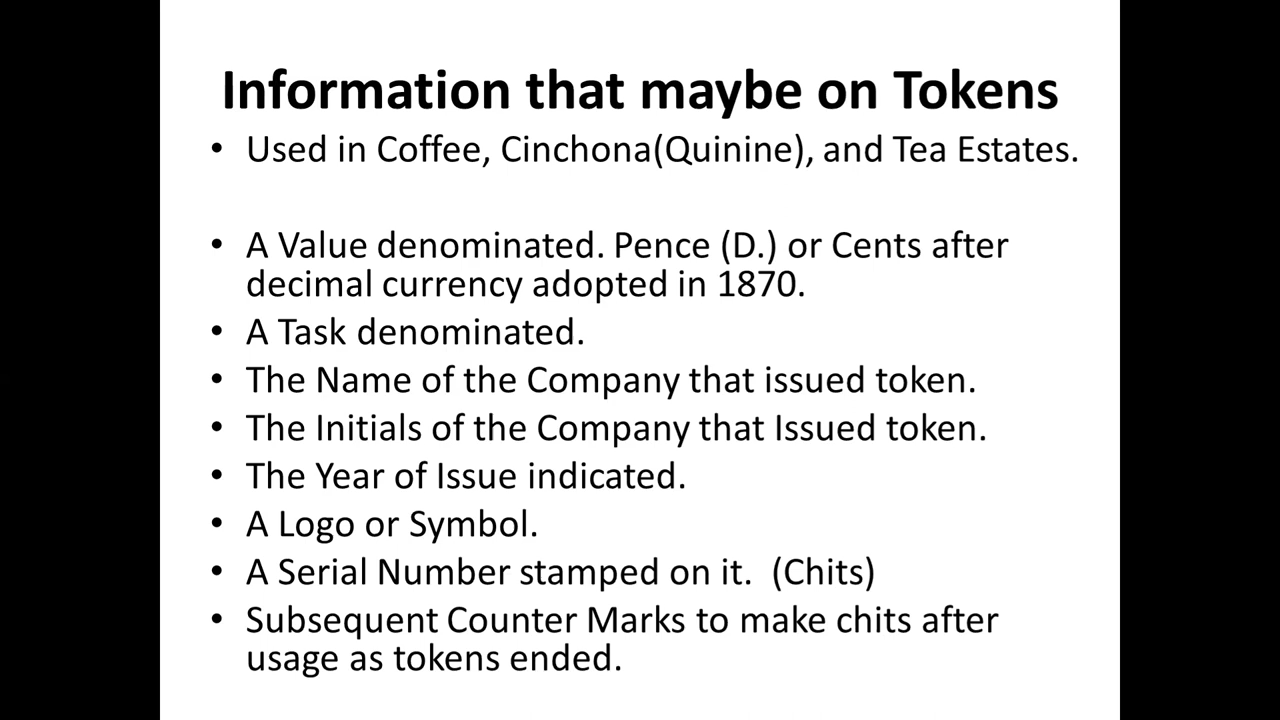 Information that maybe on Tokens
• Used in Coffee, Cinchona(Quinine), and Tea Estates.
• A Value denominated. Pence (D.) or Cents after
decimal currency adopted in 1870.
• A Task denominated.
• The Name of the Company that issued token.
• The Initials of the Company that Issued token.
• The Year of Issue indicated.
• A Logo or Symbol.
• A Serial Number stamped on it.  (Chits)
• Subsequent Counter Marks to make chits after
usage as tokens ended.